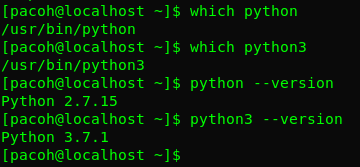 [pacoh@localhost ~]$ which python
/usr/bin/python
[pacoh@localhost ~]$ which python3
/usr/bin/python3
[pacoh@localhost ~]$ python --version
Python 2.7.15
[pacoh@localhost ~]$ python3 --version
Python 3.7.1
[pacoh@localhost ~]$